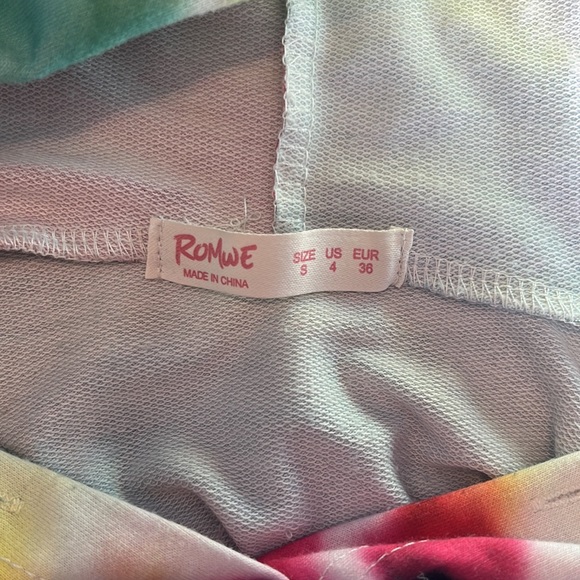 ROMWE
MADE IN CHINA
SIZE US EUR
S 4 36